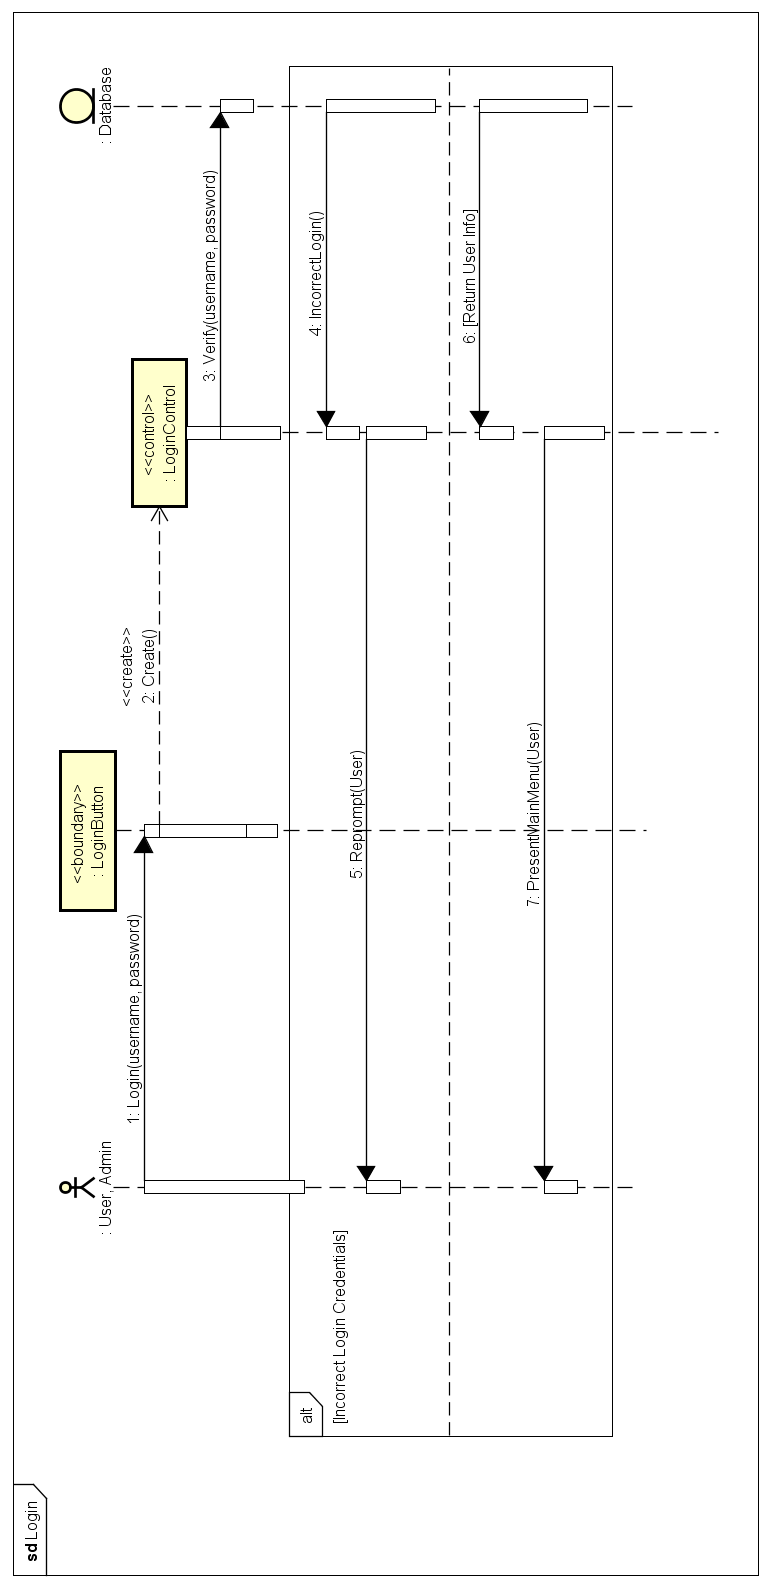 sd Login
: User, Admin
<<boundary>>
: LoginButton
<<control>>
: LoginControl
: Database
1: Login(username, password)
<<create>>
2: Create()
3: Verify(username, password)
alt
[Incorrect Login Credentials]
4: IncorrectLogin()
5: Reprompt(User)
6: [Return User Info]
7: PresentMainMenu(User)